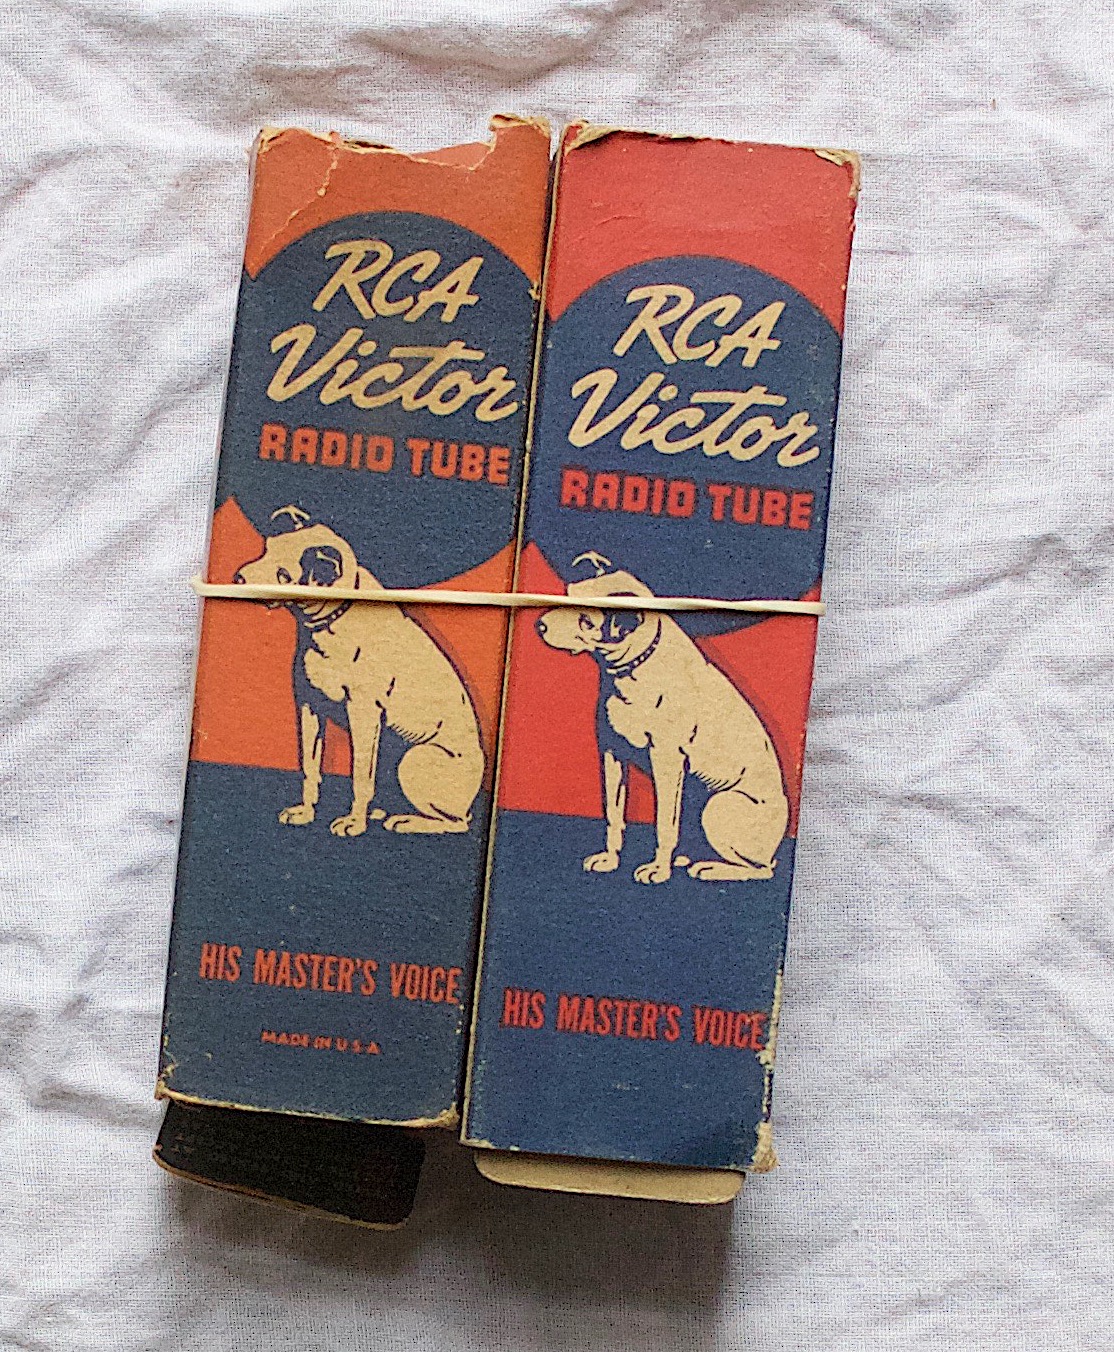 RCA
Victor
RADIO TUBE
HIS MASTER'S VOICE
MADE IN U S A
RCA
Victor
RADIO TUBE
HIS MASTER'S VOICE